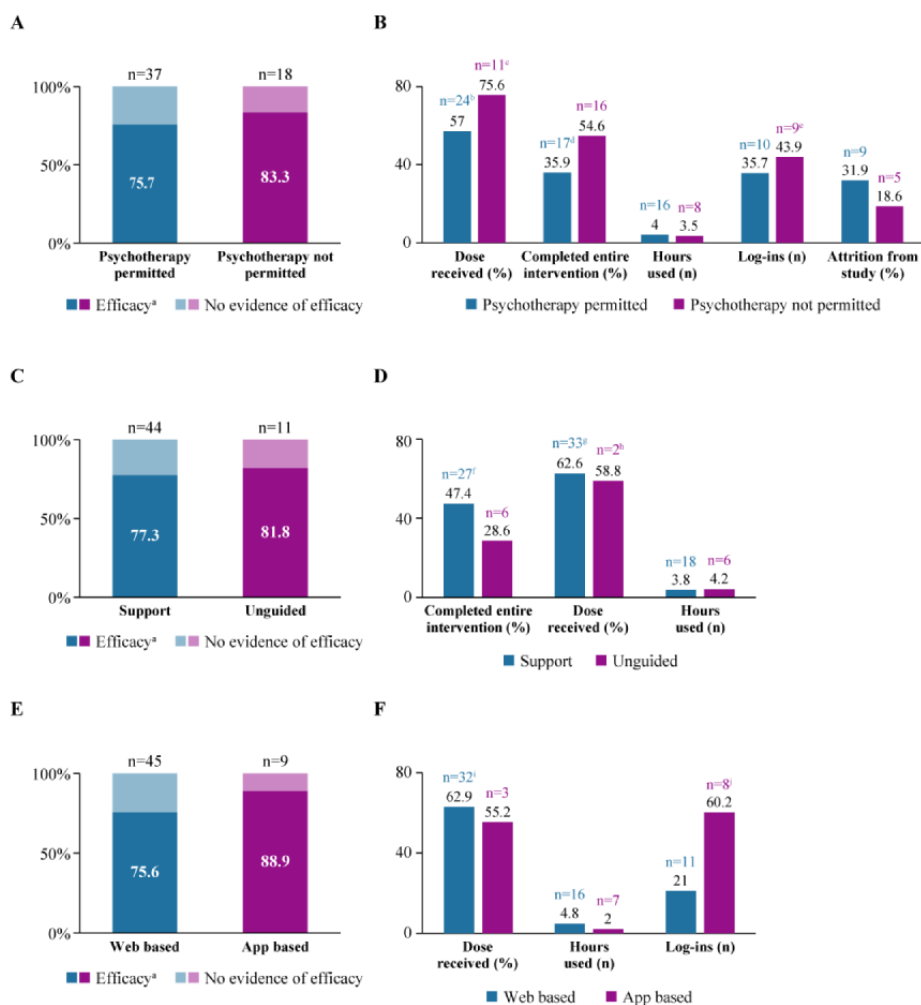 A
n=37 n=18
100%
50%
0%
75.7 83.3
Psychotherapy permitted Psychotherapy not permitted
Efficacyᵃ No evidence of efficacy
B
80
40
0
n=24ᵇ n=11ᶜ n=17ᵈ n=16 n=16 n=8 n=10 n=9ᵉ n=9 n=5
57 75.6 35.9 54.6 4 3.5 35.7 43.9 31.9 18.6
Dose received (%) Completed entire intervention (%) Hours used (n) Log-ins (n) Attrition from study (%)
Psychotherapy permitted Psychotherapy not permitted
C
n=44 n=11
100%
50%
0%
77.3 81.8
Support Unguided
Efficacyᵃ No evidence of efficacy
D
80
40
0
n=27ᶠ n=6 n=33ᵍ n=2ʰ n=18 n=6
47.4 28.6 62.6 58.8 3.8 4.2
Completed entire intervention (%) Dose received (%) Hours used (n)
Support Unguided
E
n=45 n=9
100%
50%
0%
75.6 88.9
Web based App based
Efficacyᵃ No evidence of efficacy
F
80
40
0
n=32ⁱ n=3 n=16 n=7 n=11 n=8ʲ
62.9 55.2 4.8 2 21 60.2
Dose received (%) Hours used (n) Log-ins (n)
Web based App based